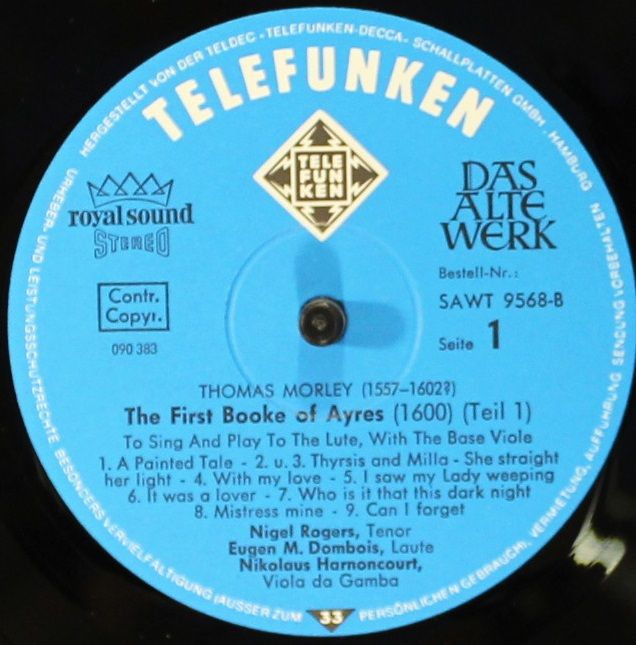 HERGESTELLT VON DER TELDEC »TELEFUNKEN-DECCA« SCHALLPLATTEN GMBH · HAMBURG
TELEFUNKEN
TELE
FUN
KEN
royal sound
STEREO
DAS
ALTE
WERK
Contr.
Copyr.
090 383
Bestell-Nr.:
SAWT 9568-B
Seite 1
THOMAS MORLEY (1557–1602?)
The First Booke of Ayres (1600) (Teil 1)
To Sing And Play To The Lute, With The Base Viole
1. A Painted Tale - 2. u. 3. Thyrsis and Milla - She straight
her light - 4. With my love - 5. I saw my Lady weeping
6. It was a lover - 7. Who is it that this dark night
8. Mistress mine - 9. Can I forget
Nigel Rogers, Tenor
Eugen M. Dombois, Laute
Nikolaus Harnoncourt,
Viola da Gamba
33
URHEBER- UND LEISTUNGSSCHUTZRECHTE BESONDERS VERVIELFÄLTIGUNG (AUSSER ZUM PERSÖNLICHEN GEBRAUCH), VERMIETUNG, AUFFÜHRUNG, SENDUNG VORBEHALTEN